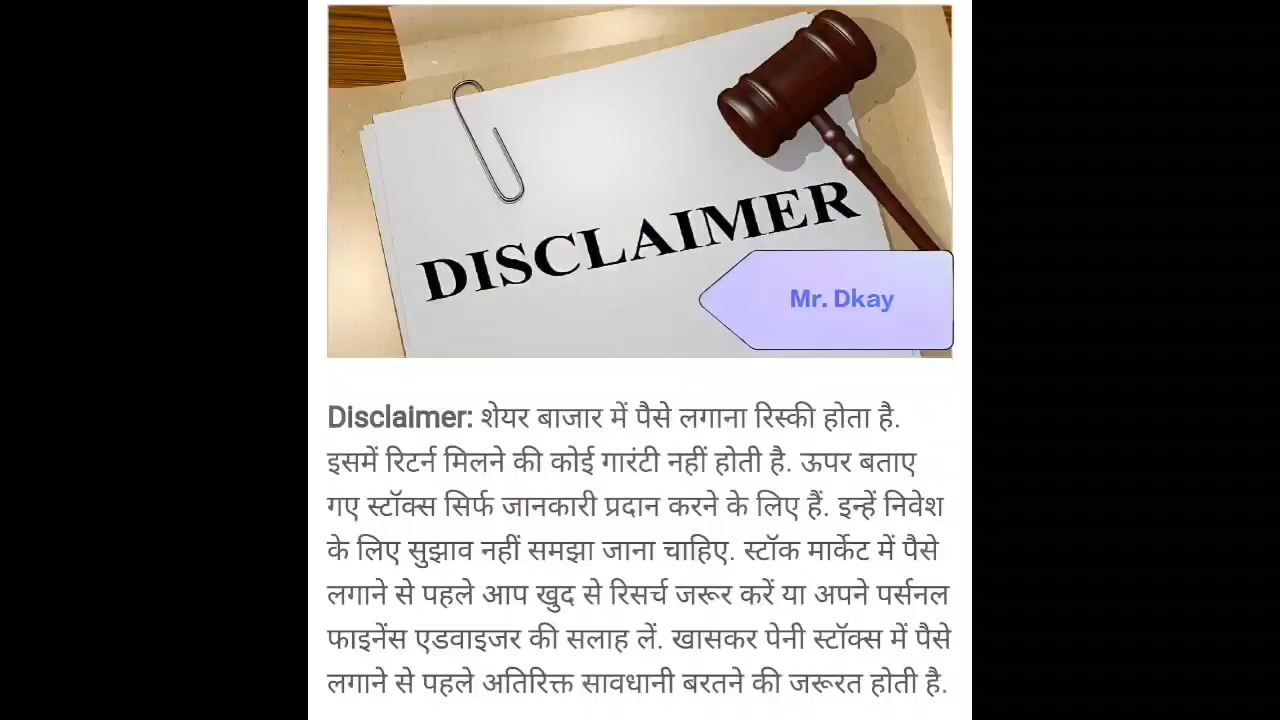 DISCLAIMER
Mr. Dkay
Disclaimer: शेयर बाजार में पैसे लगाना रिस्की होता है.
इसमें रिटर्न मिलने की कोई गारंटी नहीं होती है. ऊपर बताए
गए स्टॉक्स सिर्फ जानकारी प्रदान करने के लिए हैं. इन्हें निवेश
के लिए सुझाव नहीं समझा जाना चाहिए. स्टॉक मार्केट में पैसे
लगाने से पहले आप खुद से रिसर्च जरूर करें या अपने पर्सनल
फाइनेंस एडवाइजर की सलाह लें. खासकर पेनी स्टॉक्स में पैसे
लगाने से पहले अतिरिक्त सावधानी बरतने की जरूरत होती है.